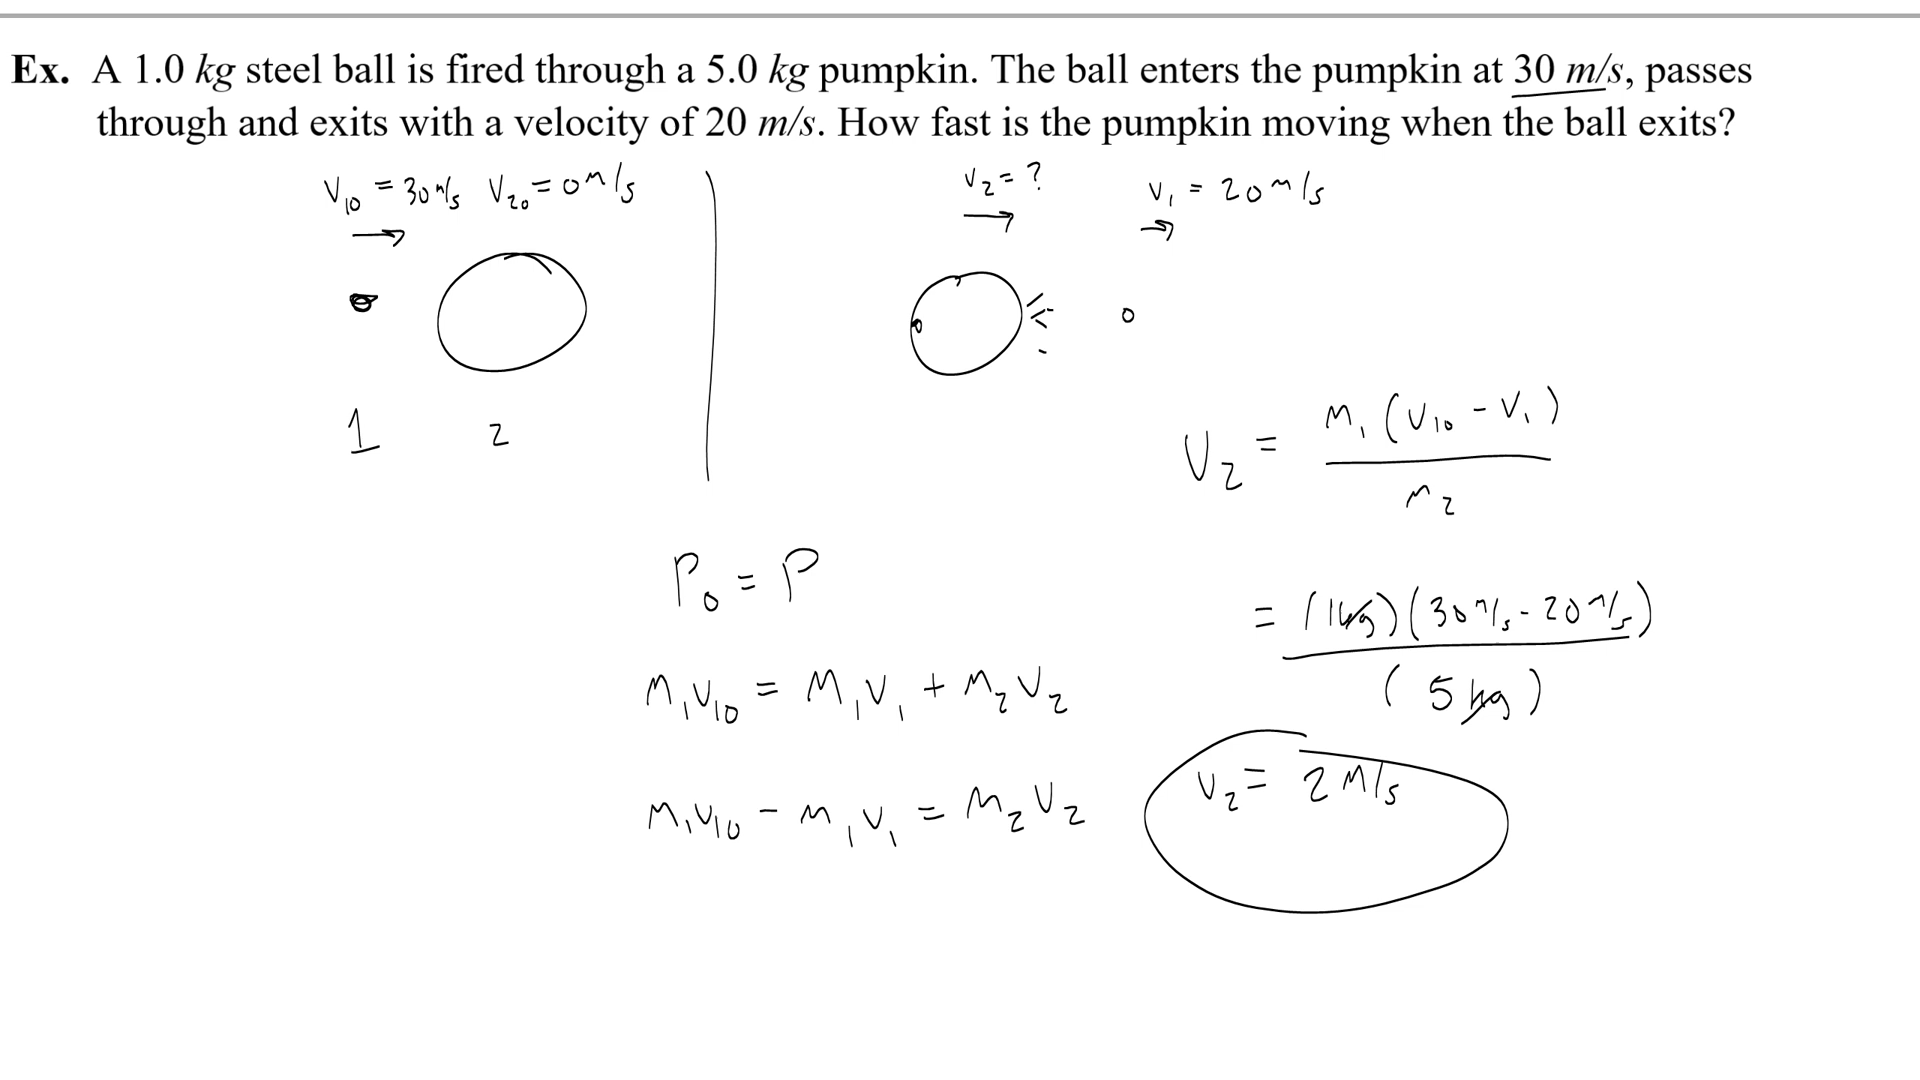 Ex. A 1.0 kg steel ball is fired through a 5.0 kg pumpkin. The ball enters the pumpkin at 30 m/s, passes
through and exits with a velocity of 20 m/s. How fast is the pumpkin moving when the ball exits?
V₁₀ = 30 m/s V₂₀ = 0 m/s
V₂ = ?
V₁ = 20 m/s
1 2
P₀ = P
m₁V₁₀ = m₁V₁ + m₂V₂
m₁V₁₀ - m₁V₁ = m₂V₂
V₂ = m₁(V₁₀ - V₁)
m₂
= (1kg)(30 m/s - 20 m/s)
(5 kg)
V₂ = 2 m/s